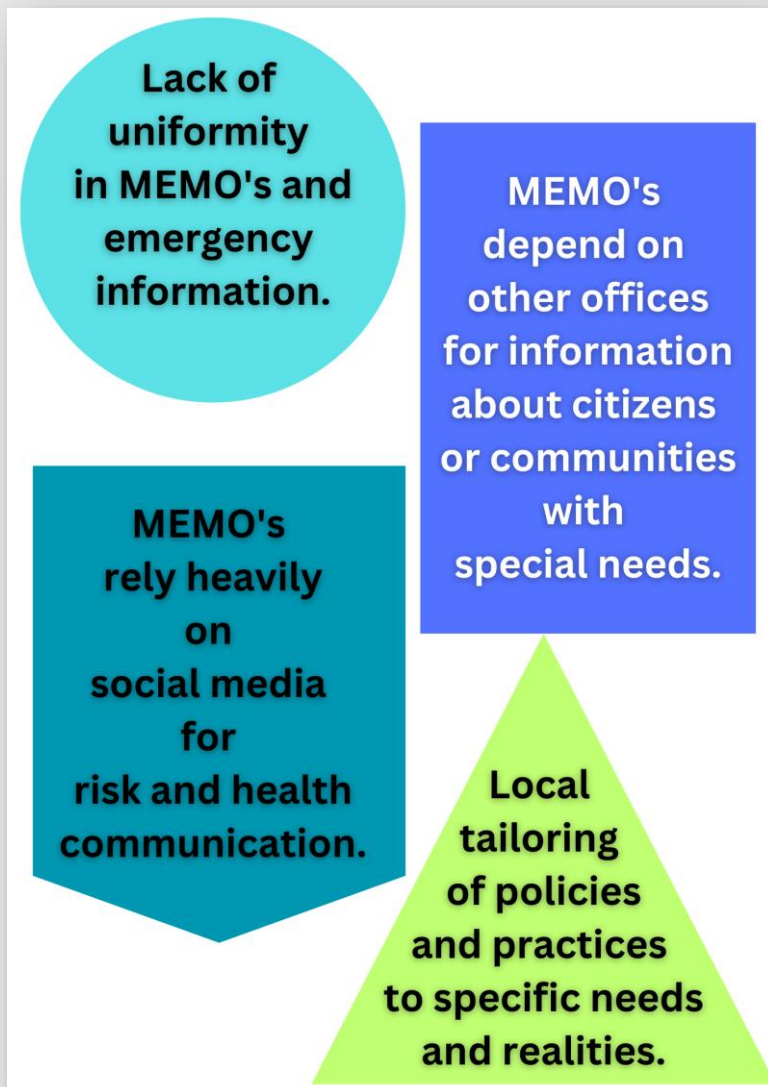 Lack of
uniformity
in MEMO's and
emergency
information.
MEMO's
depend on
other offices
for information
about citizens
or communities
with
special needs.
MEMO's
rely heavily
on
social media
for
risk and health
communication.
Local
tailoring
of policies
and practices
to specific needs
and realities.